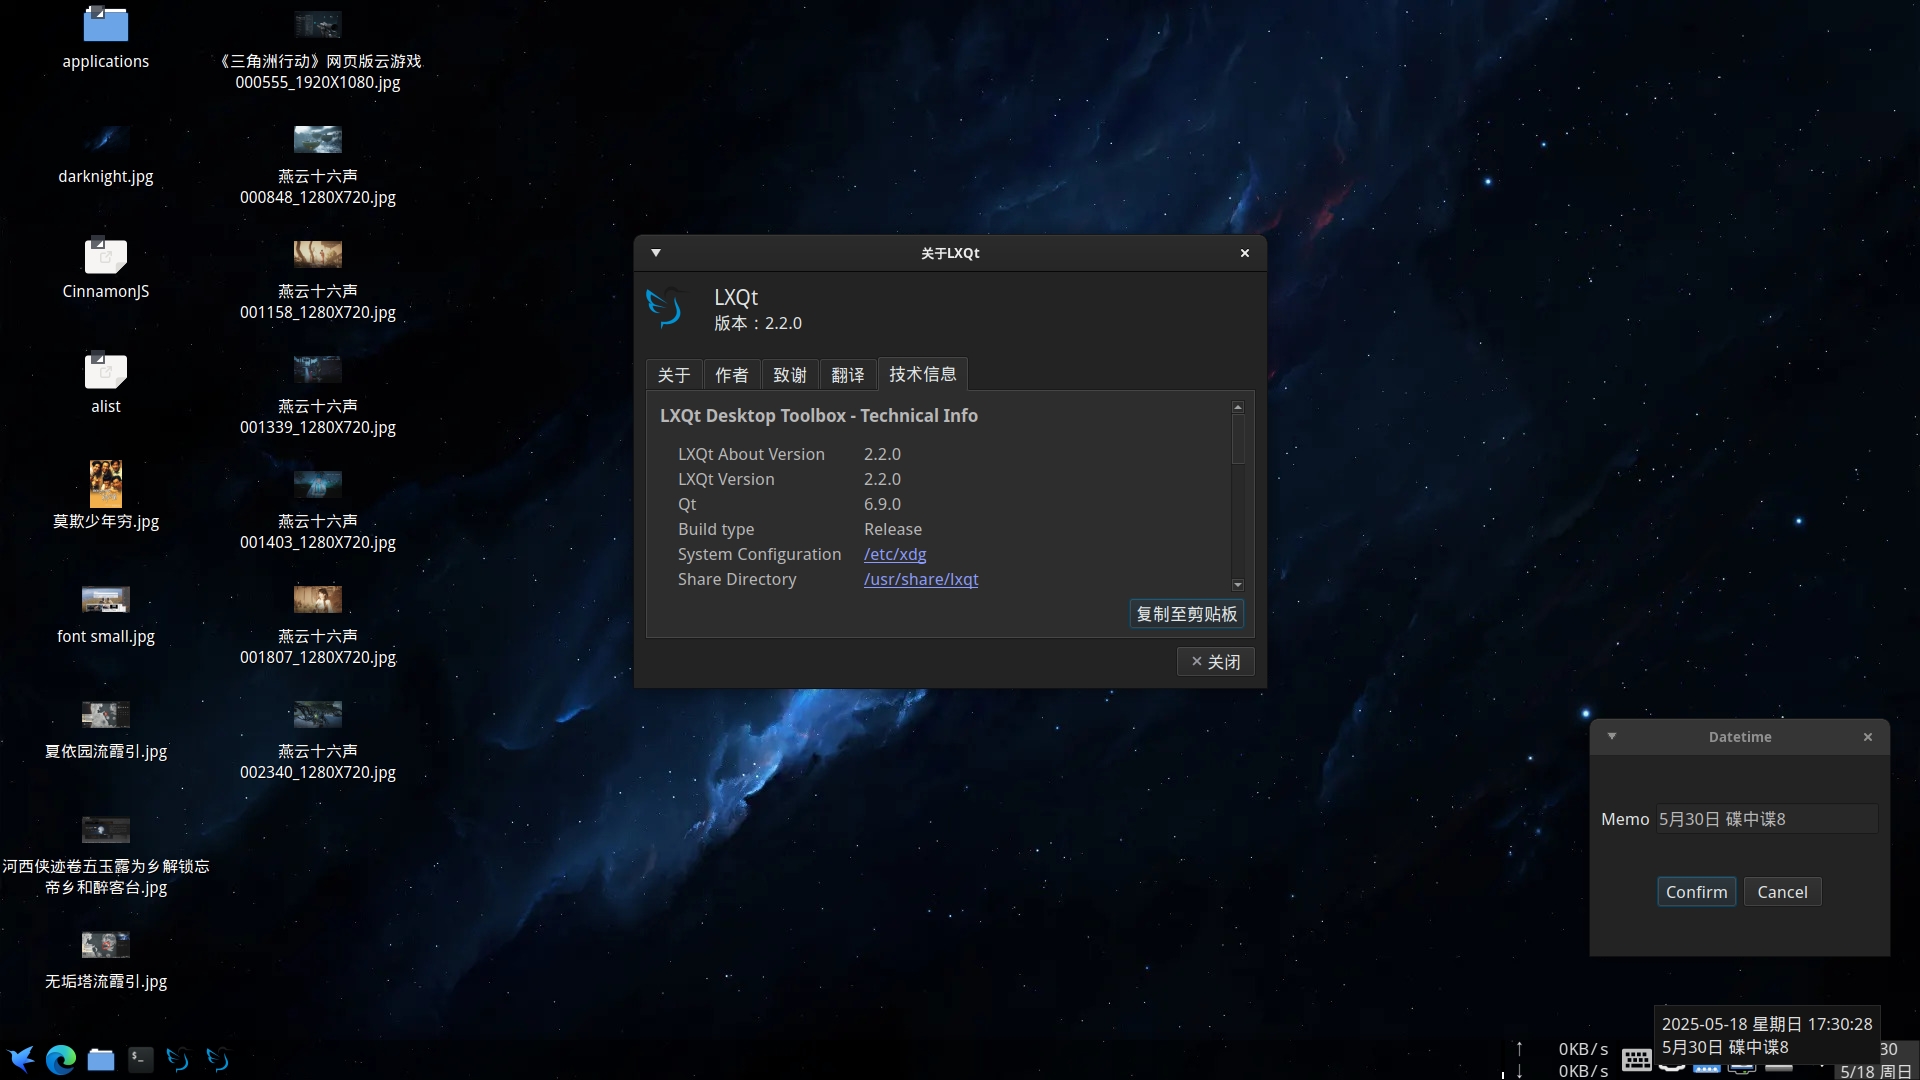 applications
darknight.jpg
CinnamonJS
alist
莫欺少年穷.jpg
font small.jpg
夏依园流霞引.jpg
河西侠迹卷五玉露为乡解锁忘
帝乡和醉客台.jpg
无垢塔流霞引.jpg
《三角洲行动》网页版云游戏
000555_1920X1080.jpg
燕云十六声
000848_1280X720.jpg
燕云十六声
001158_1280X720.jpg
燕云十六声
001339_1280X720.jpg
燕云十六声
001403_1280X720.jpg
燕云十六声
001807_1280X720.jpg
燕云十六声
002340_1280X720.jpg
关于LXQt
LXQt
版本：2.2.0
关于 作者 致谢 翻译 技术信息
LXQt Desktop Toolbox - Technical Info
LXQt About Version 2.2.0
LXQt Version 2.2.0
Qt 6.9.0
Build type Release
System Configuration /etc/xdg
Share Directory /usr/share/lxqt
复制至剪贴板
关闭
Datetime
Memo 5月30日 碟中谍8
Confirm Cancel
2025-05-18 星期日 17:30:28
5月30日 碟中谍8
0KB/s
0KB/s
30
5/18 周日